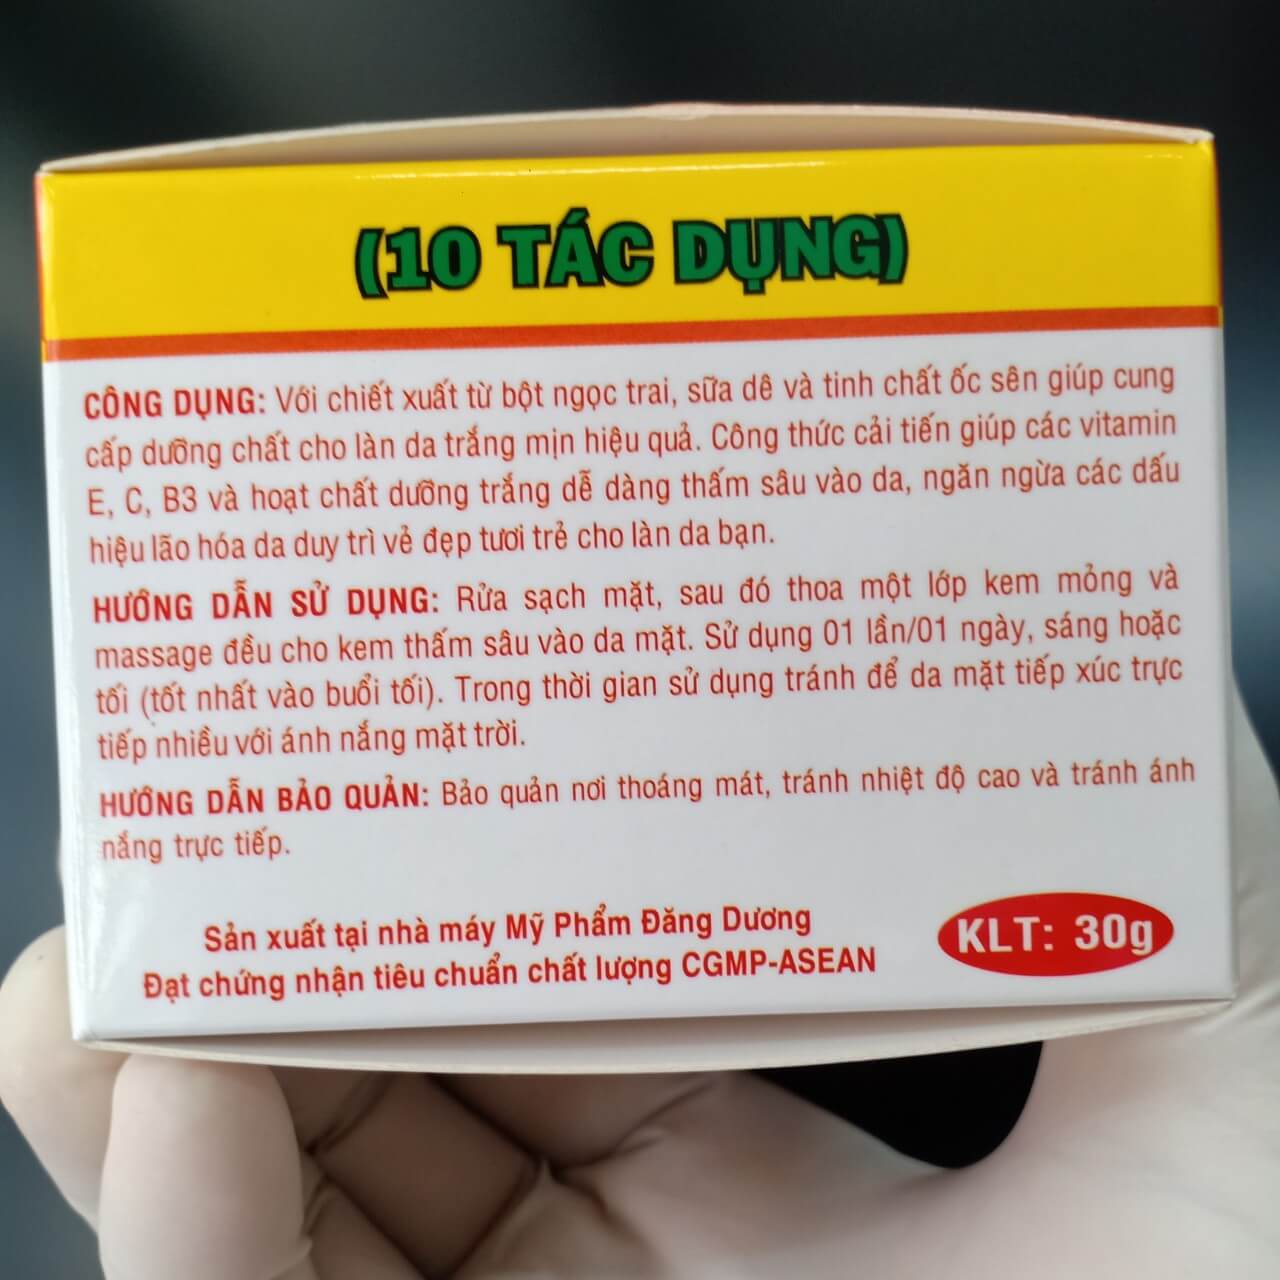 (10 TÁC DỤNG)
CÔNG DỤNG: Với chiết xuất từ bột ngọc trai, sữa dê và tinh chất ốc sên giúp cung
cấp dưỡng chất cho làn da trắng mịn hiệu quả. Công thức cải tiến giúp các vitamin
E, C, B3 và hoạt chất dưỡng trắng dễ dàng thấm sâu vào da, ngăn ngừa các dấu
hiệu lão hóa da duy trì vẻ đẹp tươi trẻ cho làn da bạn.
HƯỚNG DẪN SỬ DỤNG: Rửa sạch mặt, sau đó thoa một lớp kem mỏng và
massage đều cho kem thấm sâu vào da mặt. Sử dụng 01 lần/01 ngày, sáng hoặc
tối (tốt nhất vào buổi tối). Trong thời gian sử dụng tránh để da mặt tiếp xúc trực
tiếp nhiều với ánh nắng mặt trời.
HƯỚNG DẪN BẢO QUẢN: Bảo quản nơi thoáng mát, tránh nhiệt độ cao và tránh ánh
nắng trực tiếp.
Sản xuất tại nhà máy Mỹ Phẩm Đăng Dương
Đạt chứng nhận tiêu chuẩn chất lượng CGMP-ASEAN
KLT: 30g